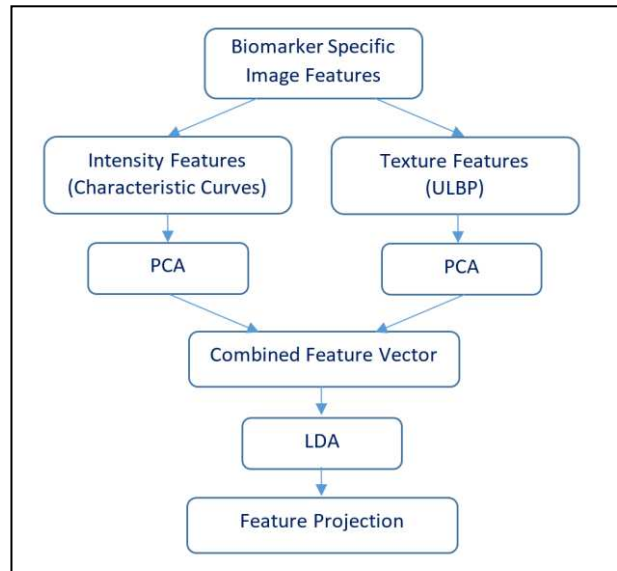 Biomarker Specific
Image Features
Intensity Features
(Characteristic Curves)
Texture Features
(ULBP)
PCA
PCA
Combined Feature Vector
LDA
Feature Projection